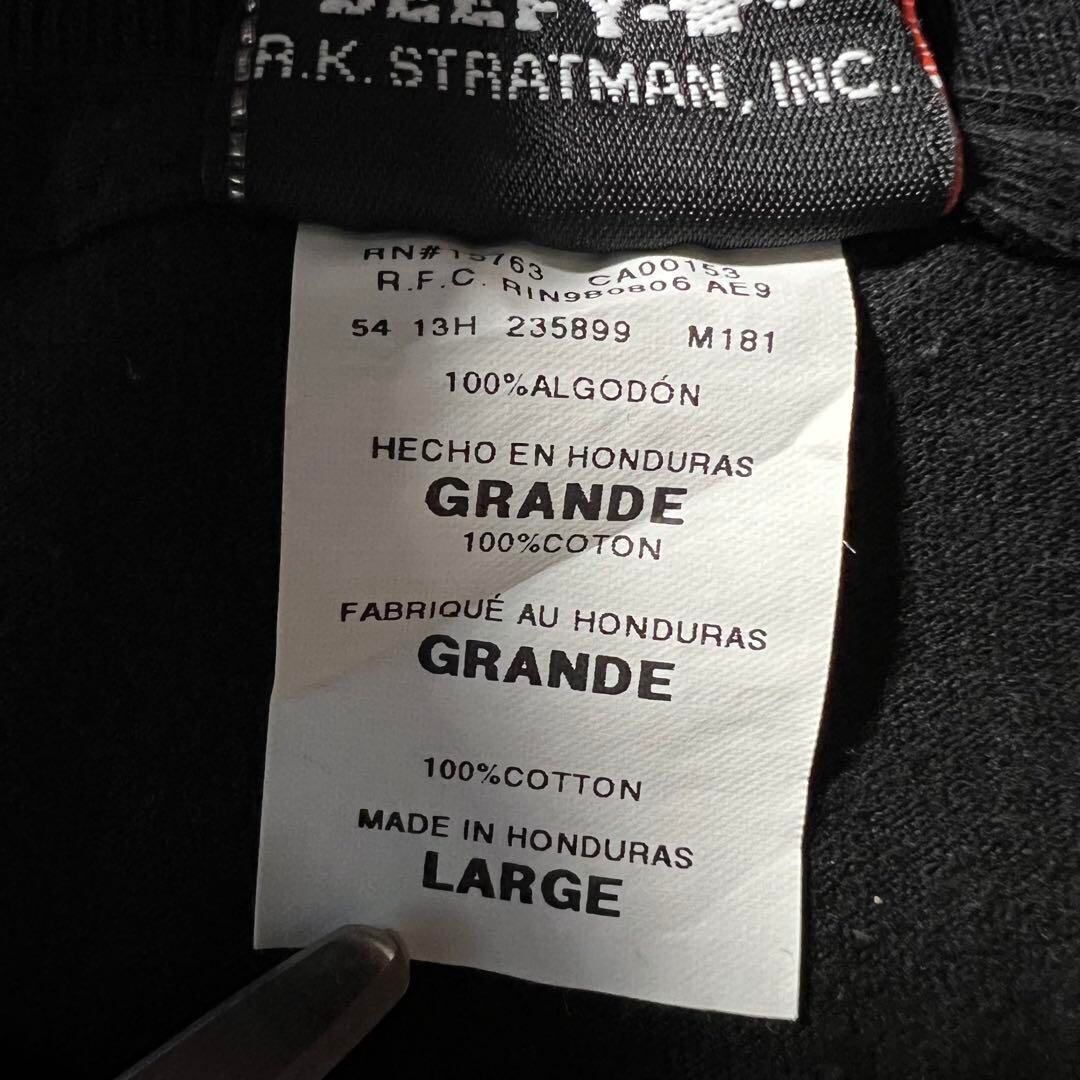 BEEFY-T®
R.K. STRATMAN, INC.
RN#15763 CA00153
R.F.C. RIN980806 AE9
54 13H 235899 M181
100%ALGODÓN
HECHO EN HONDURAS
GRANDE
100%COTON
FABRIQUÉ AU HONDURAS
GRANDE
100%COTTON
MADE IN HONDURAS
LARGE